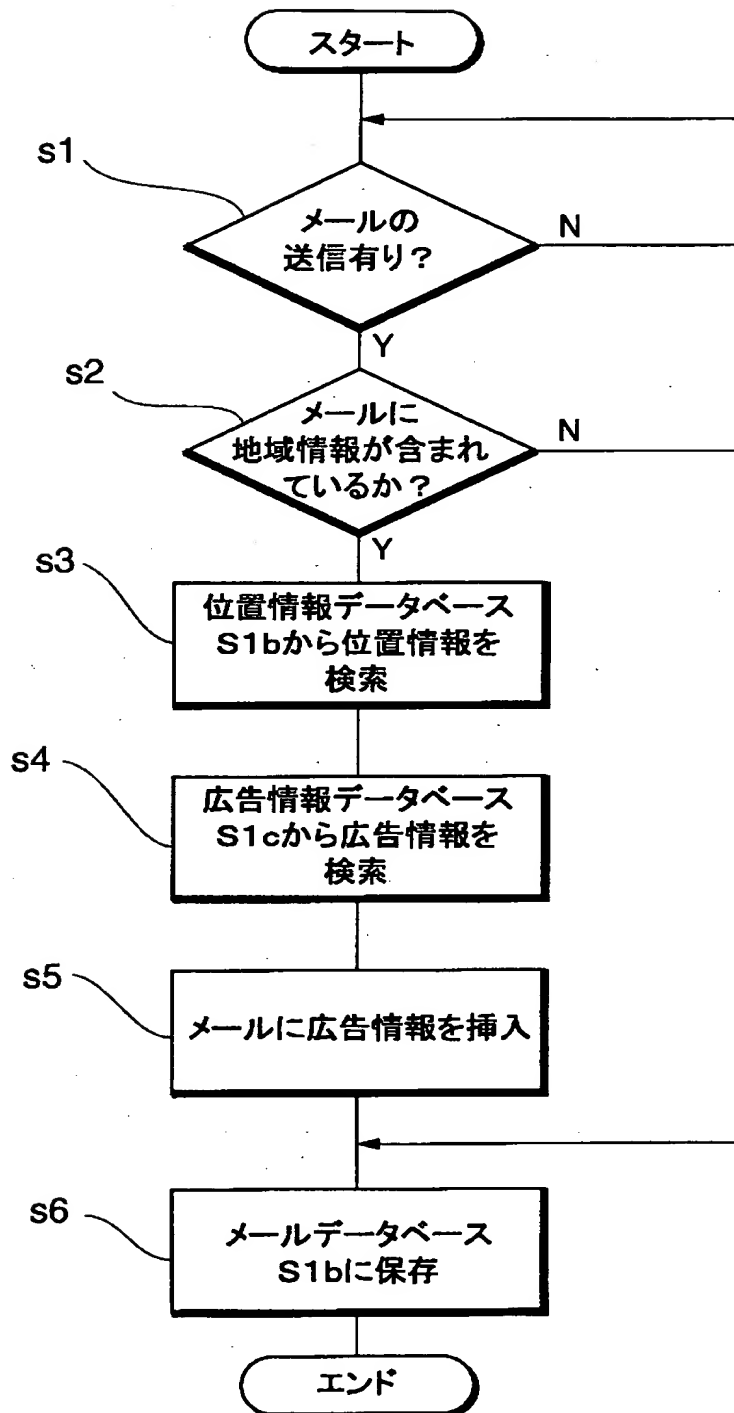 スタート
s1
メールの
送信有り?
N
Y
s2
メールに
地域情報が含まれ
ているか?
N
Y
s3
位置情報データベース
S1bから位置情報を
検索
s4
広告情報データベース
S1cから広告情報を
検索
s5
メールに広告情報を挿入
s6
メールデータベース
S1bに保存
エンド